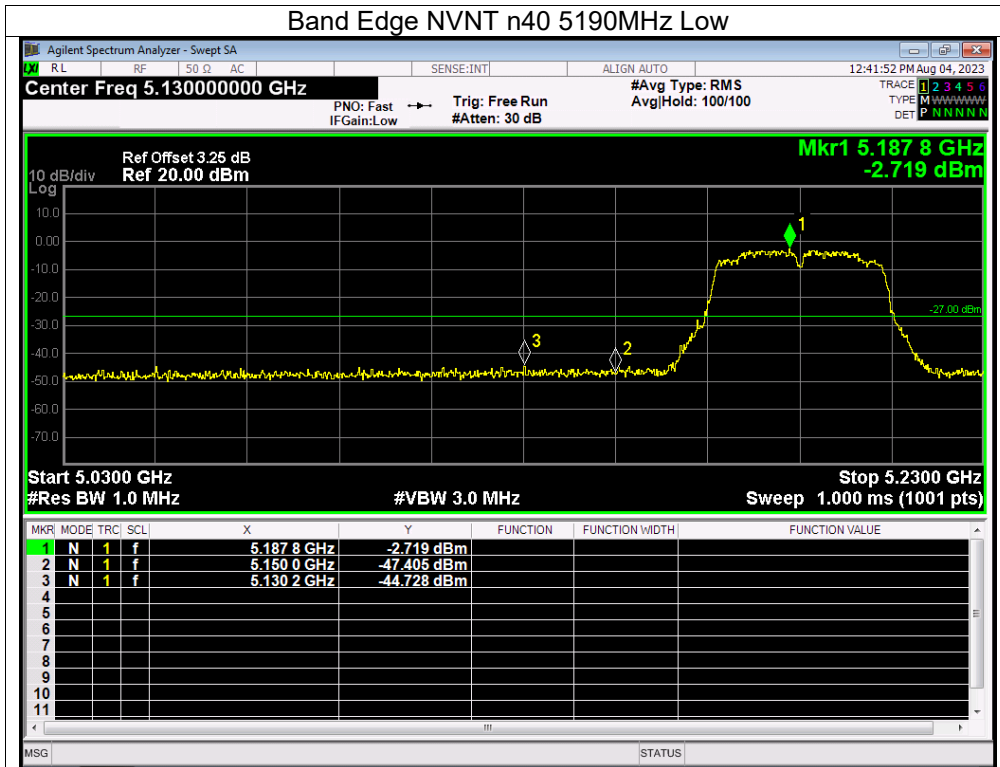 Band Edge NVNT n40 5190MHz Low
Agilent Spectrum Analyzer - Swept SA
LXI RL RF 50 Ω AC SENSE:INT ALIGN AUTO 12:41:52 PM Aug 04, 2023
Center Freq 5.130000000 GHz #Avg Type: RMS TRACE 1 2 3 4 5 6
PNO: Fast Trig: Free Run Avg|Hold: 100/100 TYPE M W W W W W
IFGain:Low #Atten: 30 dB DET P N N N N N
Mkr1 5.187 8 GHz
Ref Offset 3.25 dB
10 dB/div Ref 20.00 dBm -2.719 dBm
Log
10.0
1
0.00
-10.0
-20.0
-27.00 dBm
-30.0
3
2
-40.0
-50.0
-60.0
-70.0
Start 5.0300 GHz Stop 5.2300 GHz
#Res BW 1.0 MHz #VBW 3.0 MHz Sweep 1.000 ms (1001 pts)
MKR MODE TRC SCL X Y FUNCTION FUNCTION WIDTH FUNCTION VALUE
1 N 1 f 5.187 8 GHz -2.719 dBm
2 N 1 f 5.150 0 GHz -47.405 dBm
3 N 1 f 5.130 2 GHz -44.728 dBm
4
5
6
7
8
9
10
11
MSG STATUS